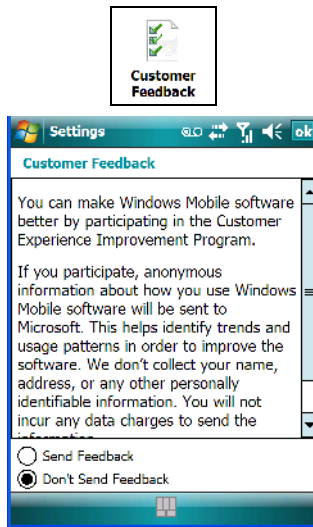 Customer
Feedback
Settings
ok
Customer Feedback
You can make Windows Mobile software
better by participating in the Customer
Experience Improvement Program.
If you participate, anonymous
information about how you use Windows
Mobile software will be sent to
Microsoft. This helps identify trends and
usage patterns in order to improve the
software. We don't collect your name,
address, or any other personally
identifiable information. You will not
incur any data charges to send the
information.
Send Feedback
Don't Send Feedback